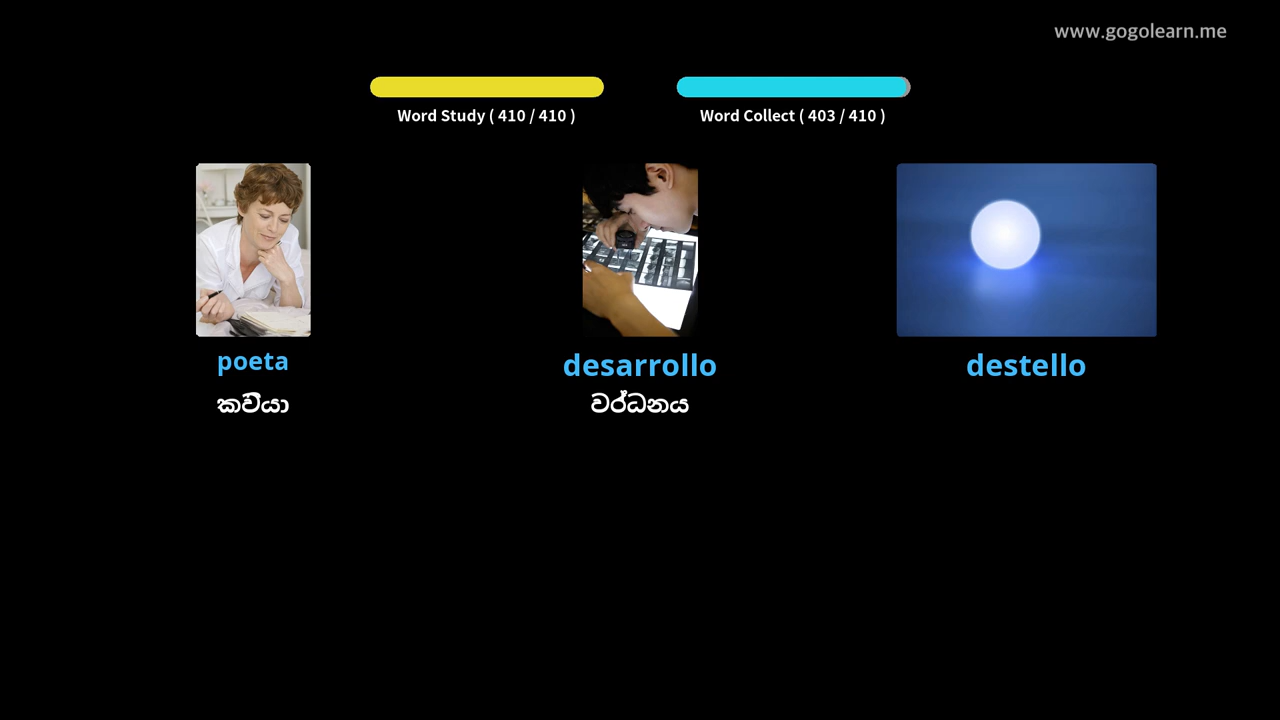 www.gogolearn.me
Word Study ( 410 / 410 )
Word Collect ( 403 / 410 )
poeta
desarrollo
destello
කවියා
වර්ධනය